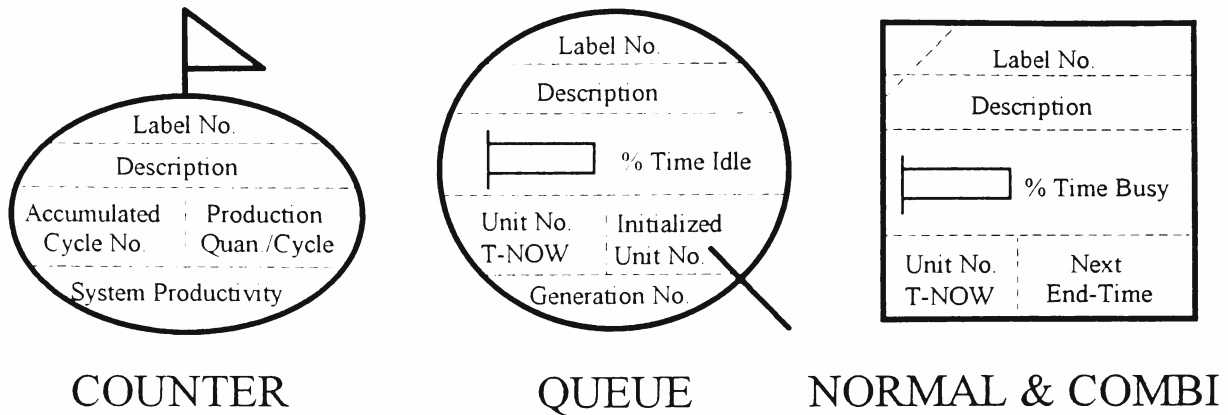 Label No.
Description
Accumulated
Cycle No.
Production
Quan./Cycle
System Productivity
COUNTER
Label No.
Description
% Time Idle
Unit No.
T-NOW
Initialized
Unit No.
Generation No.
QUEUE
Label No.
Description
% Time Busy
Unit No.
T-NOW
Next
End-Time
NORMAL & COMBI